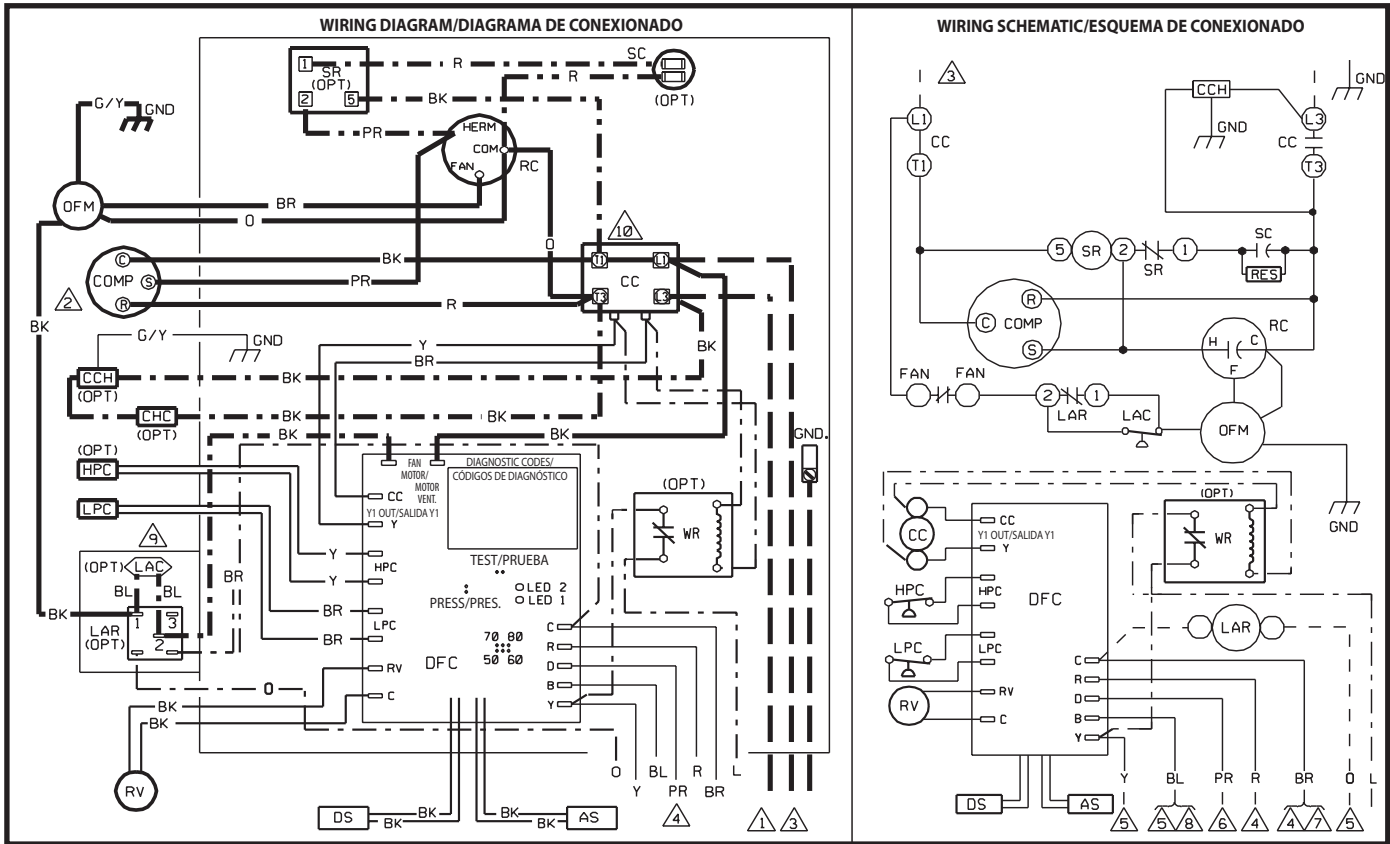 WIRING DIAGRAM/DIAGRAMA DE CONEXIONADO
SC
1
R
SR
(OPT)
R
(OPT)
G/Y
GND
2
5
BK
PR
HERM
COM
RC
FAN
OFM
BR
O
O
10
C
BK
T1
L1
COMP
S
PR
CC
2
R
R
T3
L3
BK
G/Y
GND
Y
BK
BR
CCH
(OPT)
BK
BK
CHC
(OPT)
BK
BK
BK
BK
BK
GND.
(OPT)
HPC
FAN
MOTOR/
MOTOR
VENT.
DIAGNOSTIC CODES/
CÓDIGOS DE DIAGNÓSTICO
(OPT)
CC
LPC
Y1 OUT/SALIDA Y1
Y
WR
9
Y
TEST/PRUEBA
(OPT)
LAC
BR
HPC
BL
BL
Y
LED 2
PRESS/PRES.
LED 1
BK
1
3
BR
LAR
(OPT)
2
LPC
BR
70 80
50 60
C
R
DFC
D
RV
B
O
C
Y
BK
BK
RV
O
BL
R
L
Y
PR
BR
DS
BK
BK
BK
BK
AS
4
1
3
WIRING SCHEMATIC/ESQUEMA DE CONEXIONADO
3
GND
CCH
L1
GND
L3
CC
CC
T1
T3
SC
5
SR
2
1
SR
RES
R
RC
C
COMP
H
C
S
F
FAN
FAN
2
1
LAR
LAC
OFM
GND
(OPT)
CC
CC
Y1 OUT/SALIDA Y1
Y
WR
HPC
HPC
DFC
LPC
LAR
LPC
C
R
RV
RV
D
B
C
Y
Y
BL
PR
R
BR
O
L
DS
AS
5
5
8
6
4
4
7
5